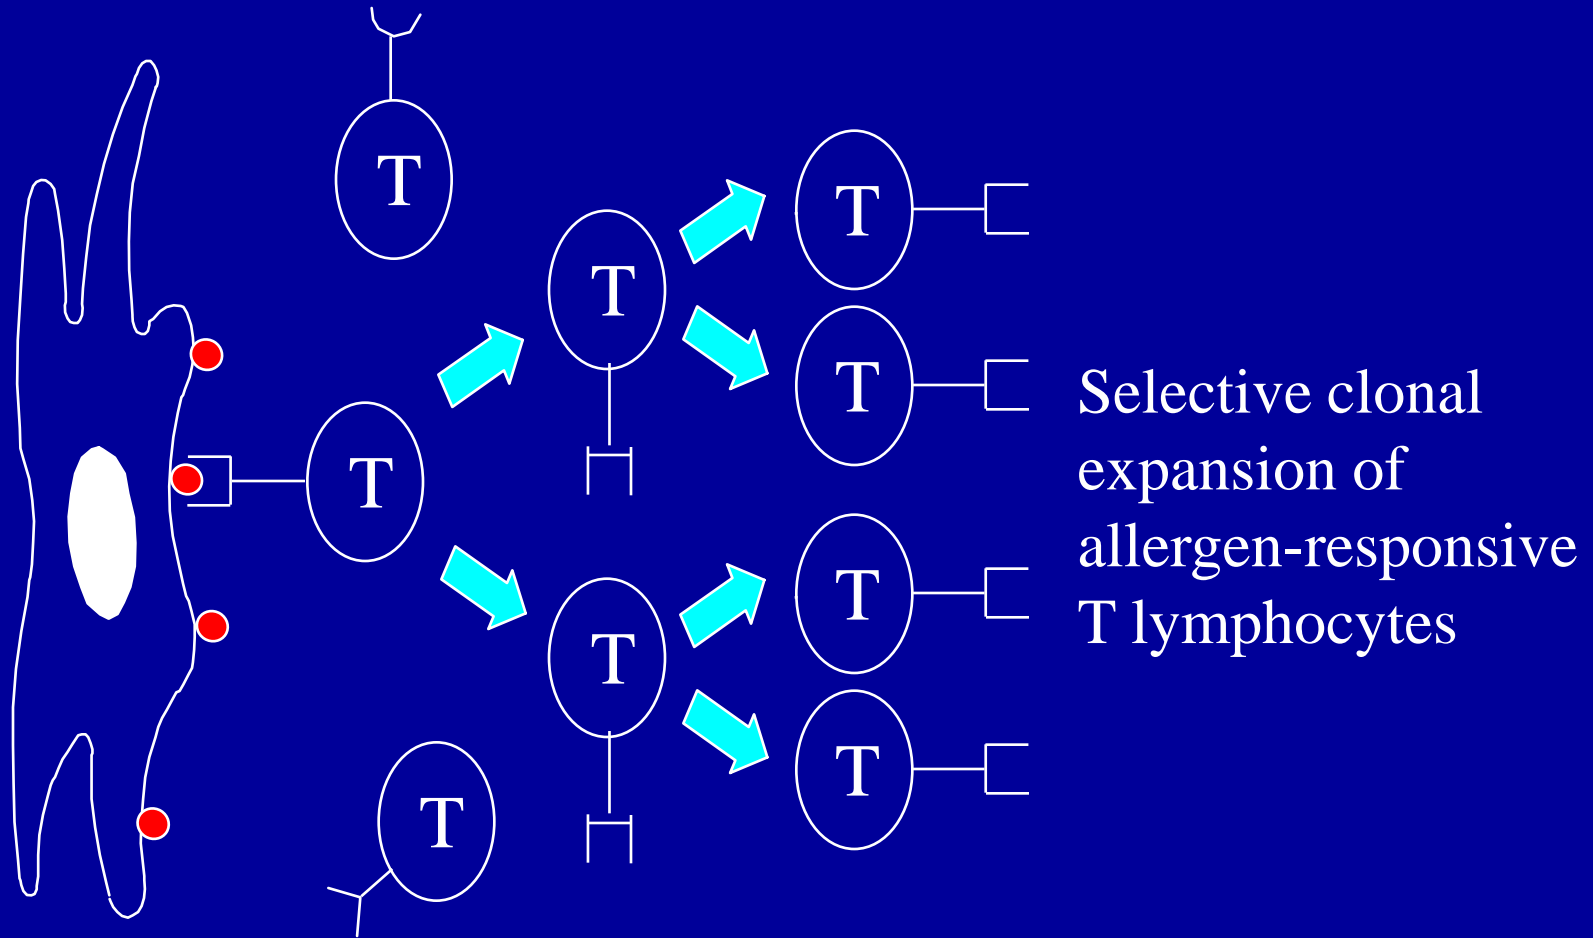 T
T
T
T
T
Selective clonal
expansion of
allergen-responsive
T lymphocytes
T
T
T
T